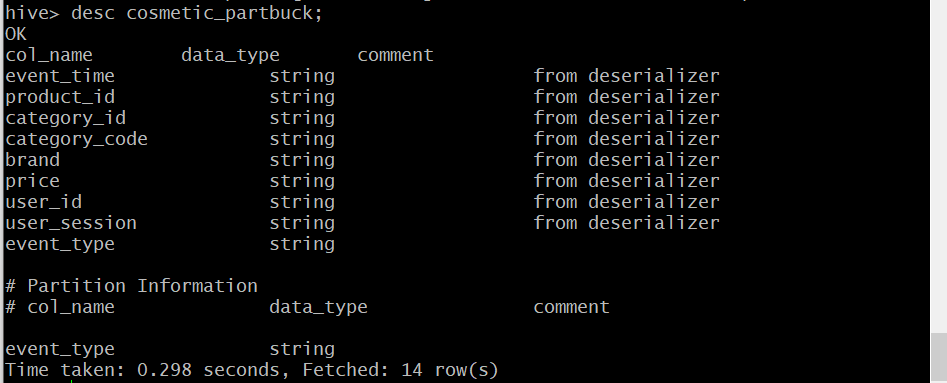 hive> desc cosmetic_partbuck;
OK
col_name data_type comment
event_time string from deserializer
product_id string from deserializer
category_id string from deserializer
category_code string from deserializer
brand string from deserializer
price string from deserializer
user_id string from deserializer
user_session string from deserializer
event_type string
# Partition Information
# col_name data_type comment
event_type string
Time taken: 0.298 seconds, Fetched: 14 row(s)